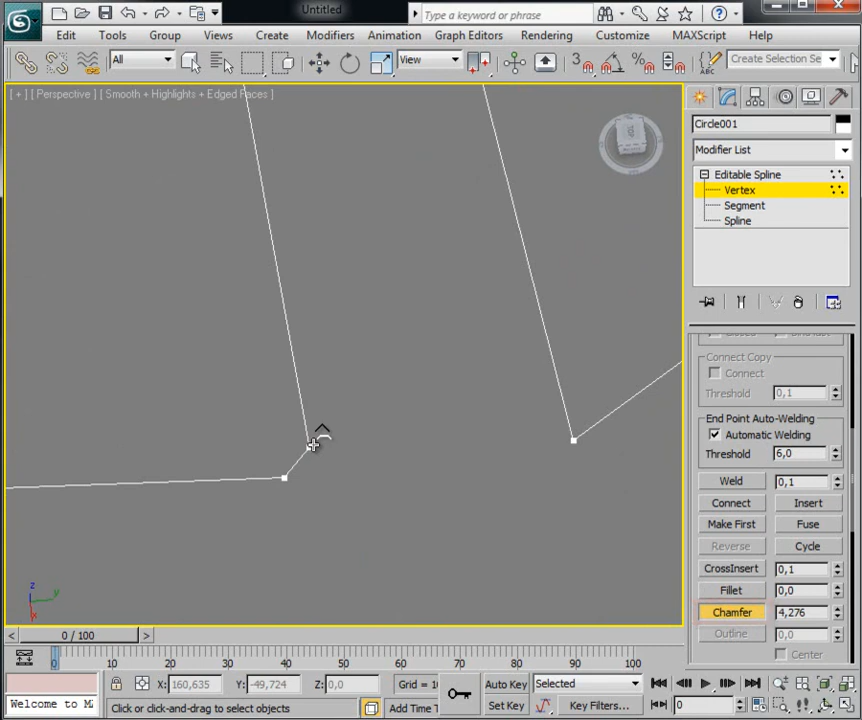 Untitled
Type a keyword or phrase
Edit Tools Group Views Create Modifiers Animation Graph Editors Rendering Customize MAXScript Help
All View 3 Create Selection Se
[ + ] [ Perspective ] [ Smooth + Highlights + Edged Faces ]
TOP
Circle001
Modifier List
Editable Spline
Vertex
Segment
Spline
Connect Copy
Connect
Threshold 0,1
End Point Auto-Welding
Automatic Welding
Threshold 6,0
Weld 0,1
Connect Insert
Make First Fuse
Reverse Cycle
CrossInsert 0,1
Fillet 0,0
Chamfer 4,276
Outline 0,0
Center
z
y
x
< 0 / 100 >
0 10 20 30 40 50 60 70 80 90 100
X: 160,635 Y: -49,724 Z: 0,0 Grid = 10 Auto Key Selected
Welcome to M Click or click-and-drag to select objects Add Time T Set Key Key Filters... 0